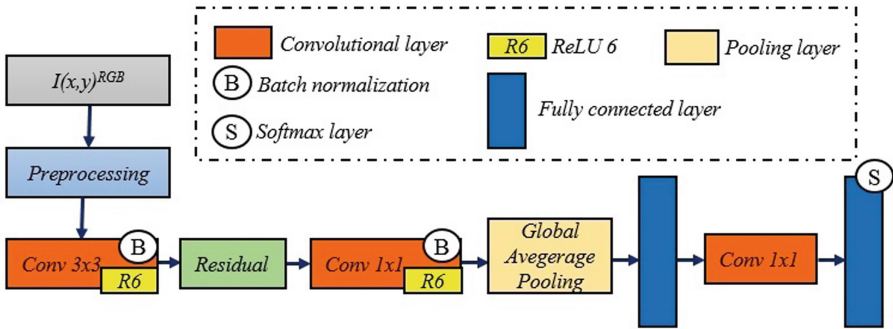 Convolutional layer
R6 ReLU 6
Pooling layer
B Batch normalization
Fully connected layer
S Softmax layer
I(x,y)RGB
Preprocessing
Conv 3x3
B
R6
Residual
Conv 1x1
B
R6
Global
Avegerage
Pooling
Conv 1x1
S